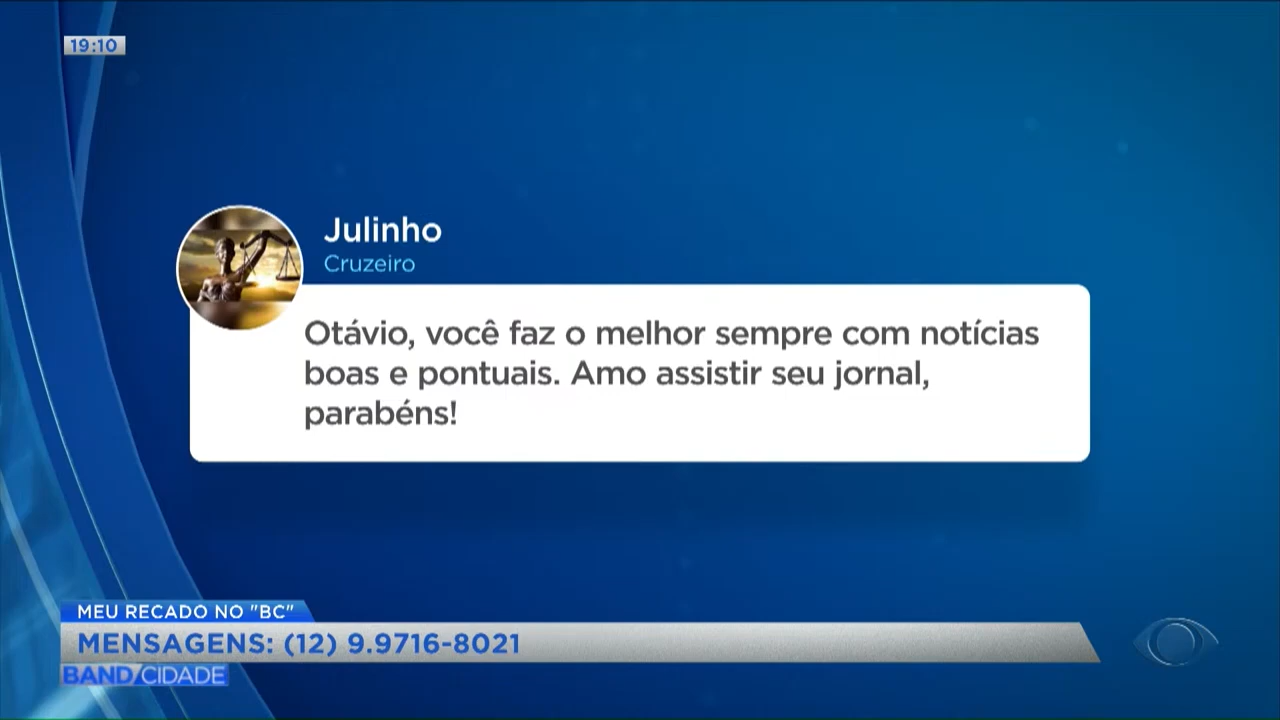 19:10
Julinho
Cruzeiro
Otávio, você faz o melhor sempre com notícias
boas e pontuais. Amo assistir seu jornal,
parabéns!
MEU RECADO NO "BC"
MENSAGENS: (12) 9.9716-8021
BAND/CIDADE